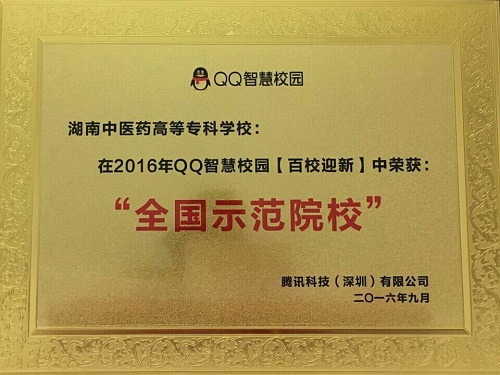 QQ智慧校园
湖南中医药高等专科学校：
在2016年QQ智慧校园【百校迎新】中荣获：
“全国示范院校”
腾讯科技（深圳）有限公司
二〇一六年九月